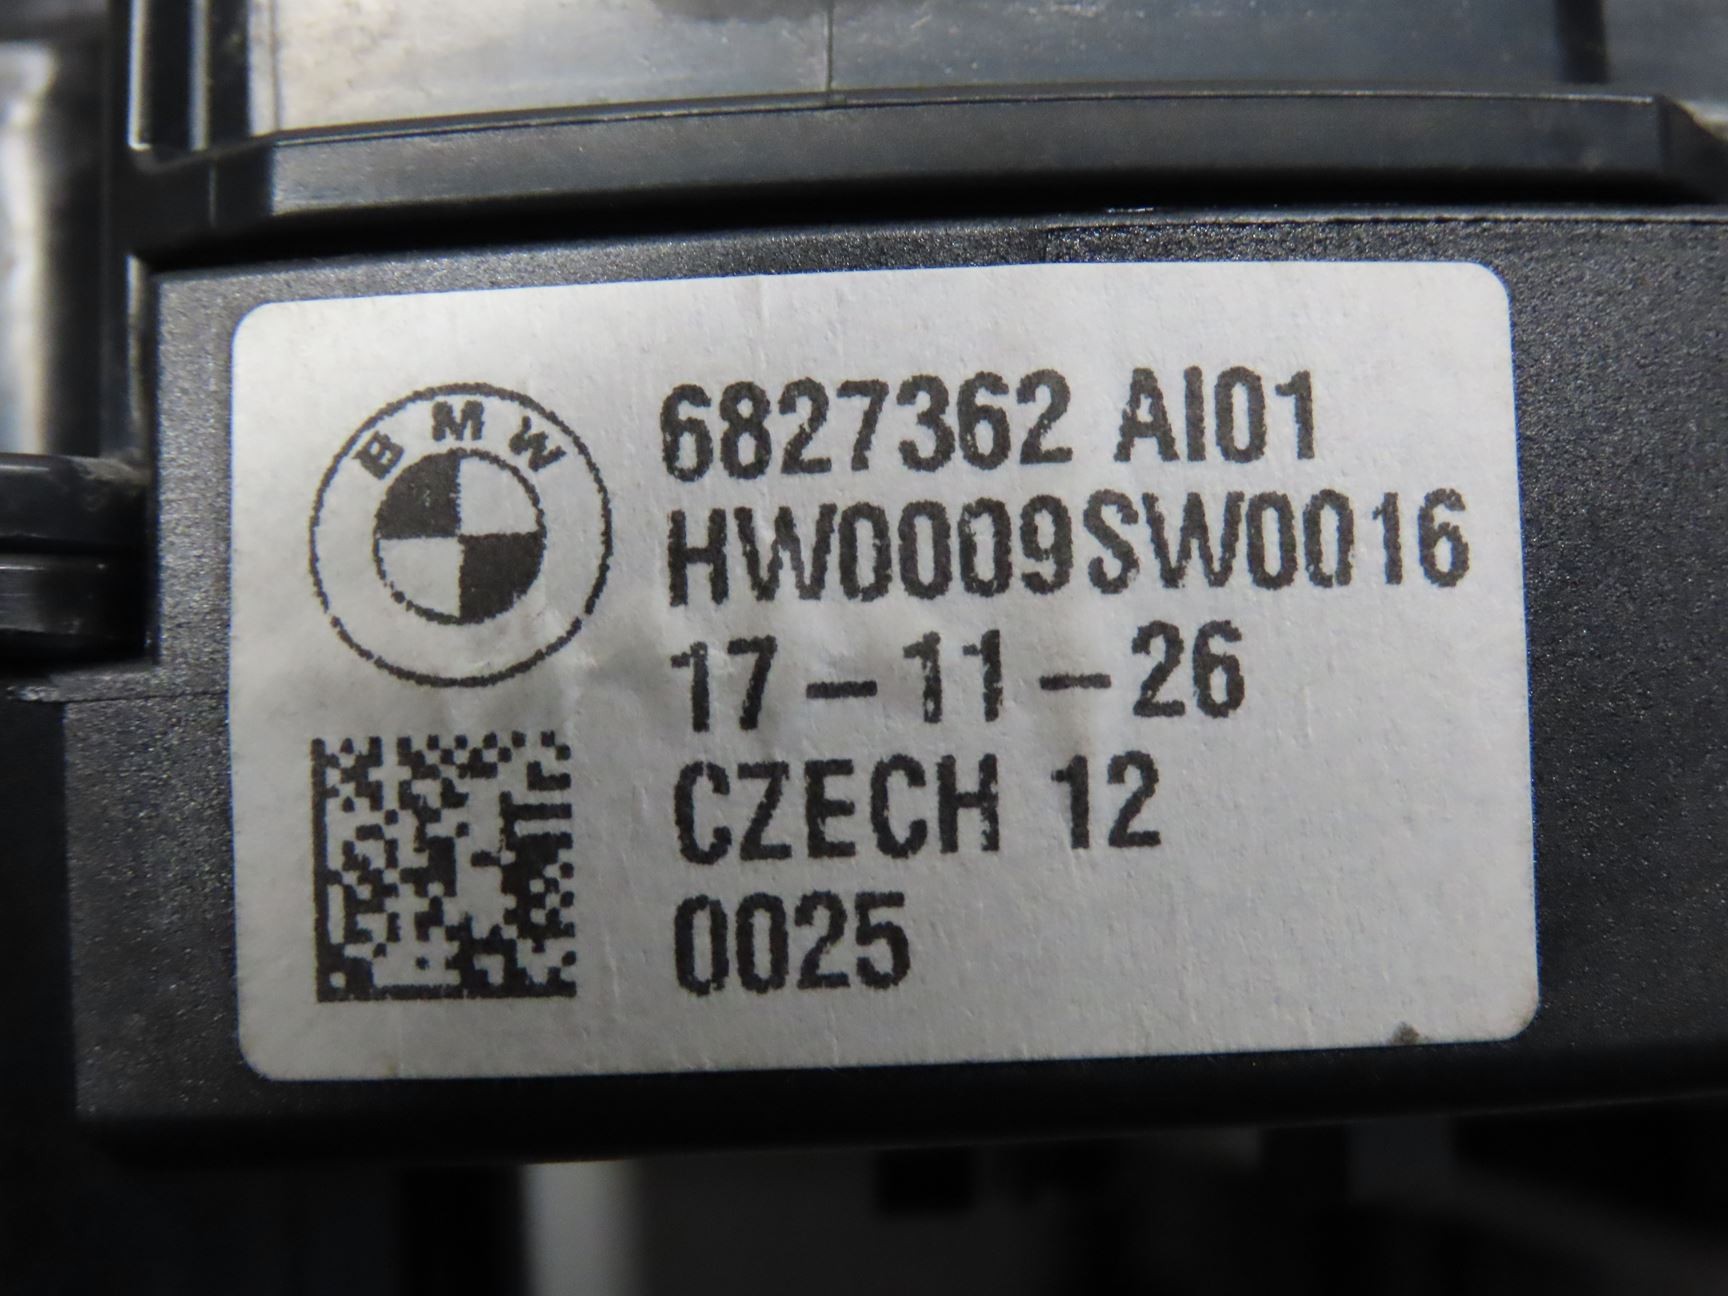 BMW
6827362 AI01
HW0009SW0016
17-11-26
CZECH 12
0025